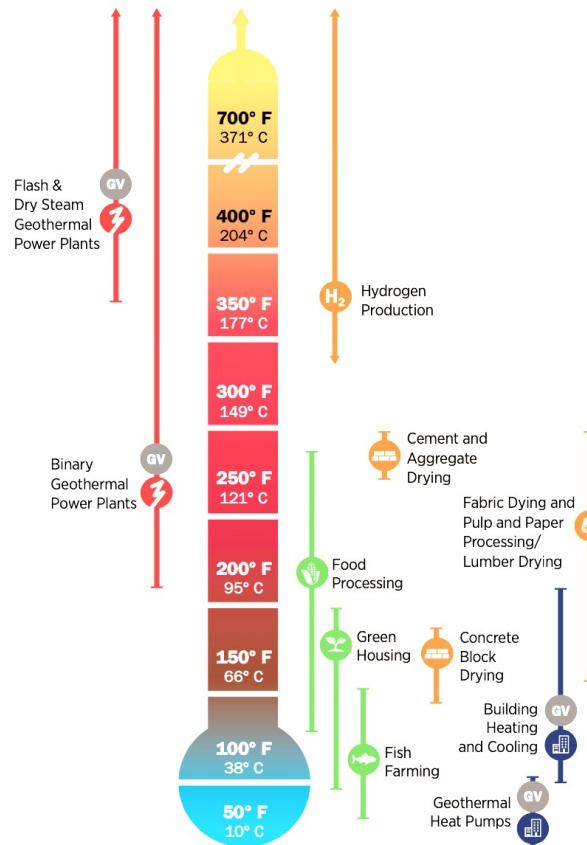 700° F
371° C
GV
Flash &
Dry Steam
Geothermal
Power Plants
400° F
204° C
350° F
177° C
H₂
Hydrogen
Production
300° F
149° C
GV
Binary
Geothermal
Power Plants
250° F
121° C
Cement and
Aggregate
Drying
Fabric Dying and
Pulp and Paper
Processing/
Lumber Drying
200° F
95° C
Food
Processing
150° F
66° C
Green
Housing
Concrete
Block
Drying
100° F
38° C
Fish
Farming
Building
Heating
and Cooling
GV
50° F
10° C
Geothermal
Heat Pumps
GV